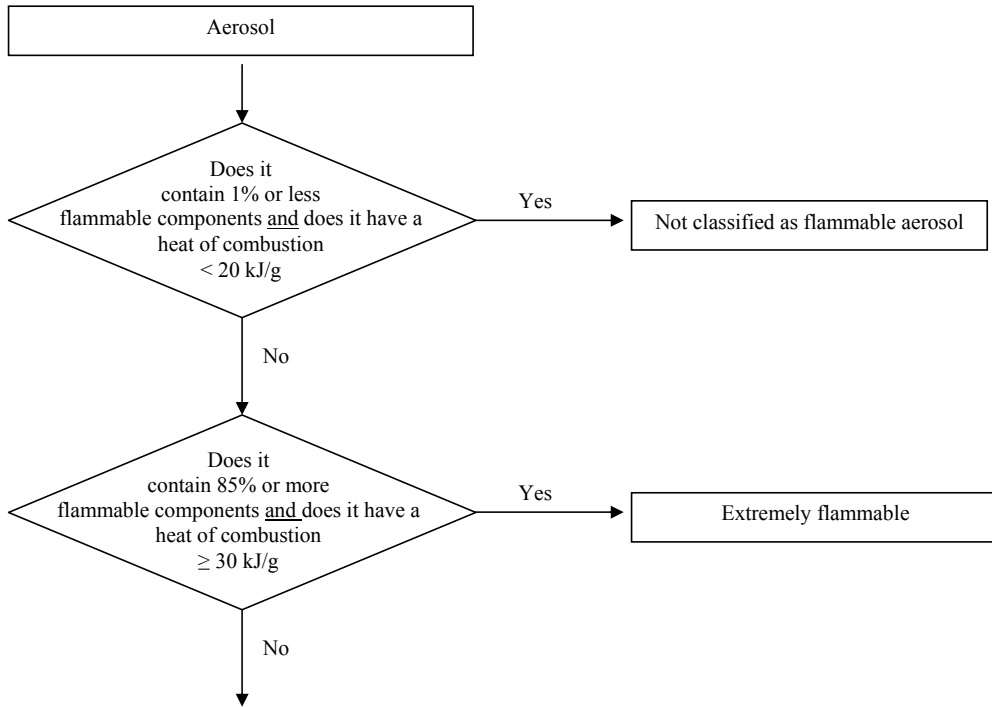 Aerosol
Does it
contain 1% or less
flammable components and does it have a
heat of combustion
< 20 kJ/g
Yes
Not classified as flammable aerosol
No
Does it
contain 85% or more
flammable components and does it have a
heat of combustion
≥ 30 kJ/g
Yes
Extremely flammable
No